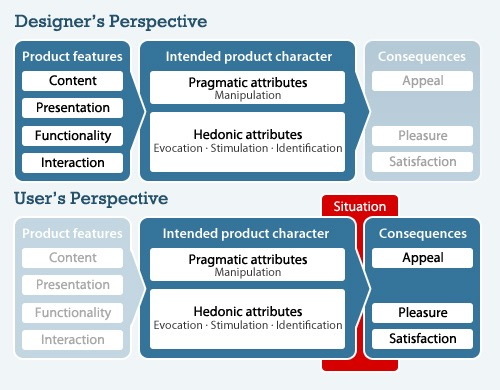 Designer's Perspective
Product features
Content
Presentation
Functionality
Interaction
Intended product character
Pragmatic attributes
Manipulation
Hedonic attributes
Evocation · Stimulation · Identification
Consequences
Appeal
Pleasure
Satisfaction
User's Perspective
Situation
Product features
Content
Presentation
Functionality
Interaction
Intended product character
Pragmatic attributes
Manipulation
Hedonic attributes
Evocation · Stimulation · Identification
Consequences
Appeal
Pleasure
Satisfaction